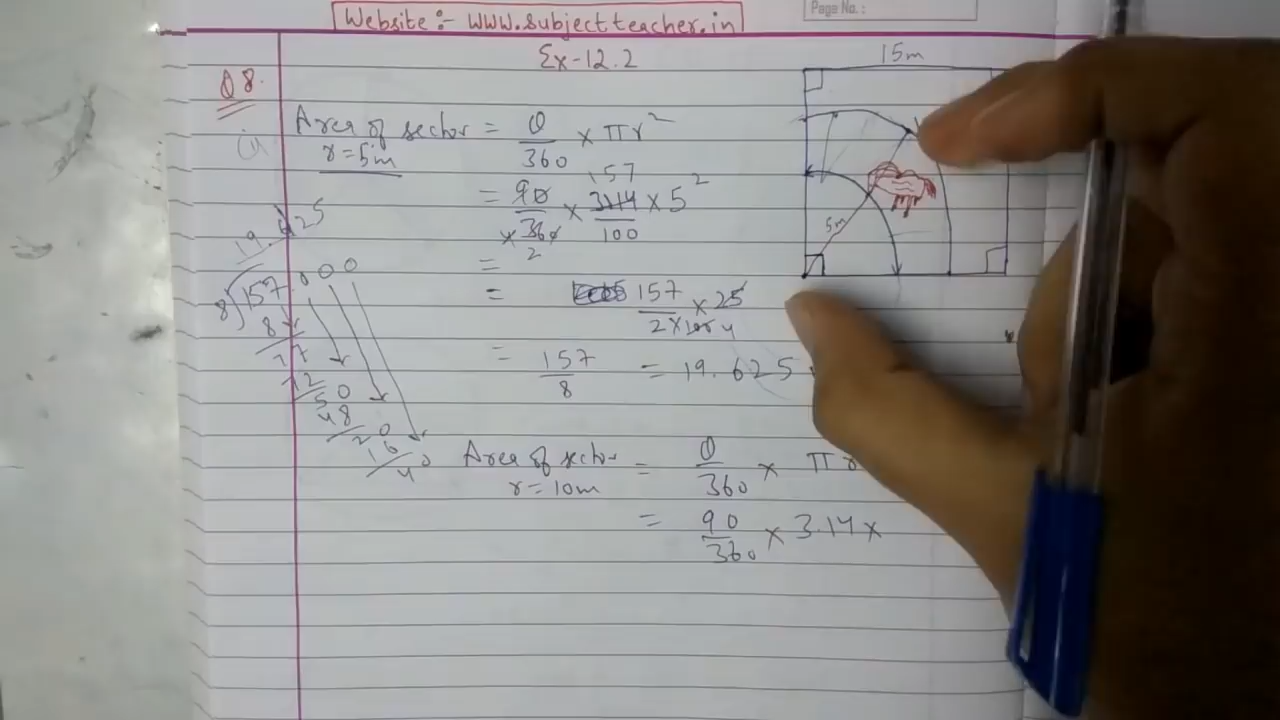 Website :- www.subjectteacher.in
Page No. :
Ex-12.2
15m
Q8.
(i)
Area of sector = θ/360 × πr²
r = 5m
= 90/360 × 314/100 × 5²
157
2
=
5m
19.625
8)157.000
8
77
72
50
48
20
16
40
= 157/2×100 × 25
4
= 157/8 = 19.625
Area of sector = θ/360 × π r
r = 10m
= 90/360 × 3.14 ×